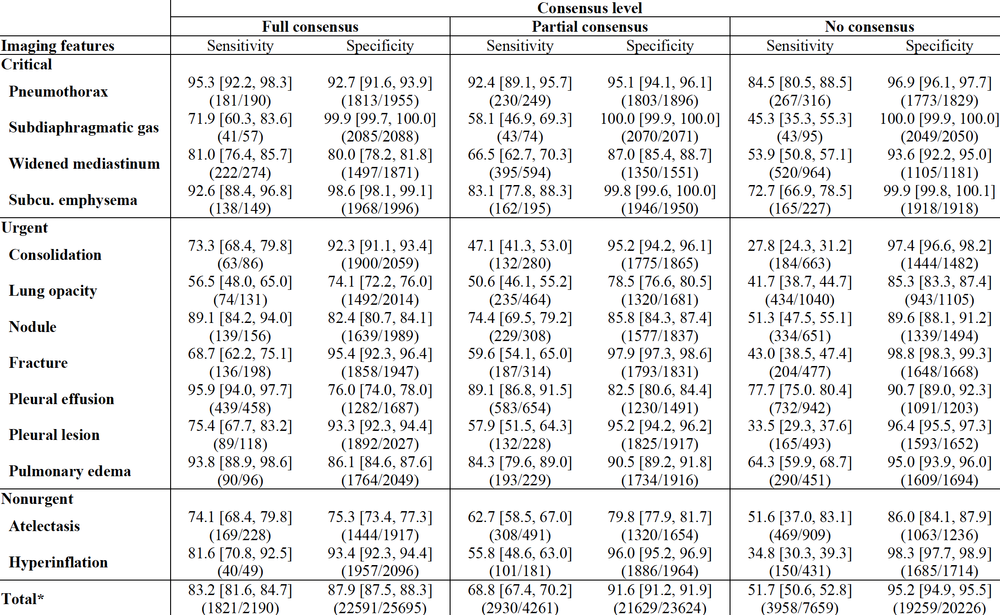 Consensus level
Full consensus Partial consensus No consensus
Imaging features Sensitivity Specificity Sensitivity Specificity Sensitivity Specificity
Critical
Pneumothorax 95.3 [92.2, 98.3] 92.7 [91.6, 93.9] 92.4 [89.1, 95.7] 95.1 [94.1, 96.1] 84.5 [80.5, 88.5] 96.9 [96.1, 97.7]
(181/190) (1813/1955) (230/249) (1803/1896) (267/316) (1773/1829)
Subdiaphragmatic gas 71.9 [60.3, 83.6] 99.9 [99.7, 100.0] 58.1 [46.9, 69.3] 100.0 [99.9, 100.0] 45.3 [35.3, 55.3] 100.0 [99.9, 100.0]
(41/57) (2085/2088) (43/74) (2070/2071) (43/95) (2049/2050)
Widened mediastinum 81.0 [76.4, 85.7] 80.0 [78.2, 81.8] 66.5 [62.7, 70.3] 87.0 [85.4, 88.7] 53.9 [50.8, 57.1] 93.6 [92.2, 95.0]
(222/274) (1497/1871) (395/594) (1350/1551) (520/964) (1105/1181)
Subcu. emphysema 92.6 [88.4, 96.8] 98.6 [98.1, 99.1] 83.1 [77.8, 88.3] 99.8 [99.6, 100.0] 72.7 [66.9, 78.5] 99.9 [99.8, 100.1]
(138/149) (1968/1996) (162/195) (1946/1950) (165/227) (1918/1918)
Urgent
Consolidation 73.3 [68.4, 79.8] 92.3 [91.1, 93.4] 47.1 [41.3, 53.0] 95.2 [94.2, 96.1] 27.8 [24.3, 31.2] 97.4 [96.6, 98.2]
(63/86) (1900/2059) (132/280) (1775/1865) (184/663) (1444/1482)
Lung opacity 56.5 [48.0, 65.0] 74.1 [72.2, 76.0] 50.6 [46.1, 55.2] 78.5 [76.6, 80.5] 41.7 [38.7, 44.7] 85.3 [83.3, 87.4]
(74/131) (1492/2014) (235/464) (1320/1681) (434/1040) (943/1105)
Nodule 89.1 [84.2, 94.0] 82.4 [80.7, 84.1] 74.4 [69.5, 79.2] 85.8 [84.3, 87.4] 51.3 [47.5, 55.1] 89.6 [88.1, 91.2]
(139/156) (1639/1989) (229/308) (1577/1837) (334/651) (1339/1494)
Fracture 68.7 [62.2, 75.1] 95.4 [92.3, 96.4] 59.6 [54.1, 65.0] 97.9 [97.3, 98.6] 43.0 [38.5, 47.4] 98.8 [98.3, 99.3]
(136/198) (1858/1947) (187/314) (1793/1831) (204/477) (1648/1668)
Pleural effusion 95.9 [94.0, 97.7] 76.0 [74.0, 78.0] 89.1 [86.8, 91.5] 82.5 [80.6, 84.4] 77.7 [75.0. 80.4] 90.7 [89.0, 92.3]
(439/458) (1282/1687) (583/654) (1230/1491) (732/942) (1091/1203)
Pleural lesion 75.4 [67.7, 83.2] 93.3 [92.3, 94.4] 57.9 [51.5, 64.3] 95.2 [94.2, 96.2] 33.5 [29.3, 37.6] 96.4 [95.5, 97.3]
(89/118) (1892/2027) (132/228) (1825/1917) (165/493) (1593/1652)
Pulmonary edema 93.8 [88.9, 98.6] 86.1 [84.6, 87.6] 84.3 [79.6, 89.0] 90.5 [89.2, 91.8] 64.3 [59.9, 68.7] 95.0 [93.9, 96.0]
(90/96) (1764/2049) (193/229) (1734/1916) (290/451) (1609/1694)
Nonurgent
Atelectasis 74.1 [68.4, 79.8] 75.3 [73.4, 77.3] 62.7 [58.5, 67.0] 79.8 [77.9, 81.7] 51.6 [37.0, 83.1] 86.0 [84.1, 87.9]
(169/228) (1444/1917) (308/491) (1320/1654) (469/909) (1063/1236)
Hyperinflation 81.6 [70.8, 92.5] 93.4 [92.3, 94.4] 55.8 [48.6, 63.0] 96.0 [95.2, 96.9] 34.8 [30.3, 39.3] 98.3 [97.7, 98.9]
(40/49) (1957/2096) (101/181) (1886/1964) (150/431) (1685/1714)
Total* 83.2 [81.6, 84.7] 87.9 [87.5, 88.3] 68.8 [67.4, 70.2] 91.6 [91.2, 91.9] 51.7 [50.6, 52.8] 95.2 [94.9, 95.5]
(1821/2190) (22591/25695) (2930/4261) (21629/23624) (3958/7659) (19259/20226)